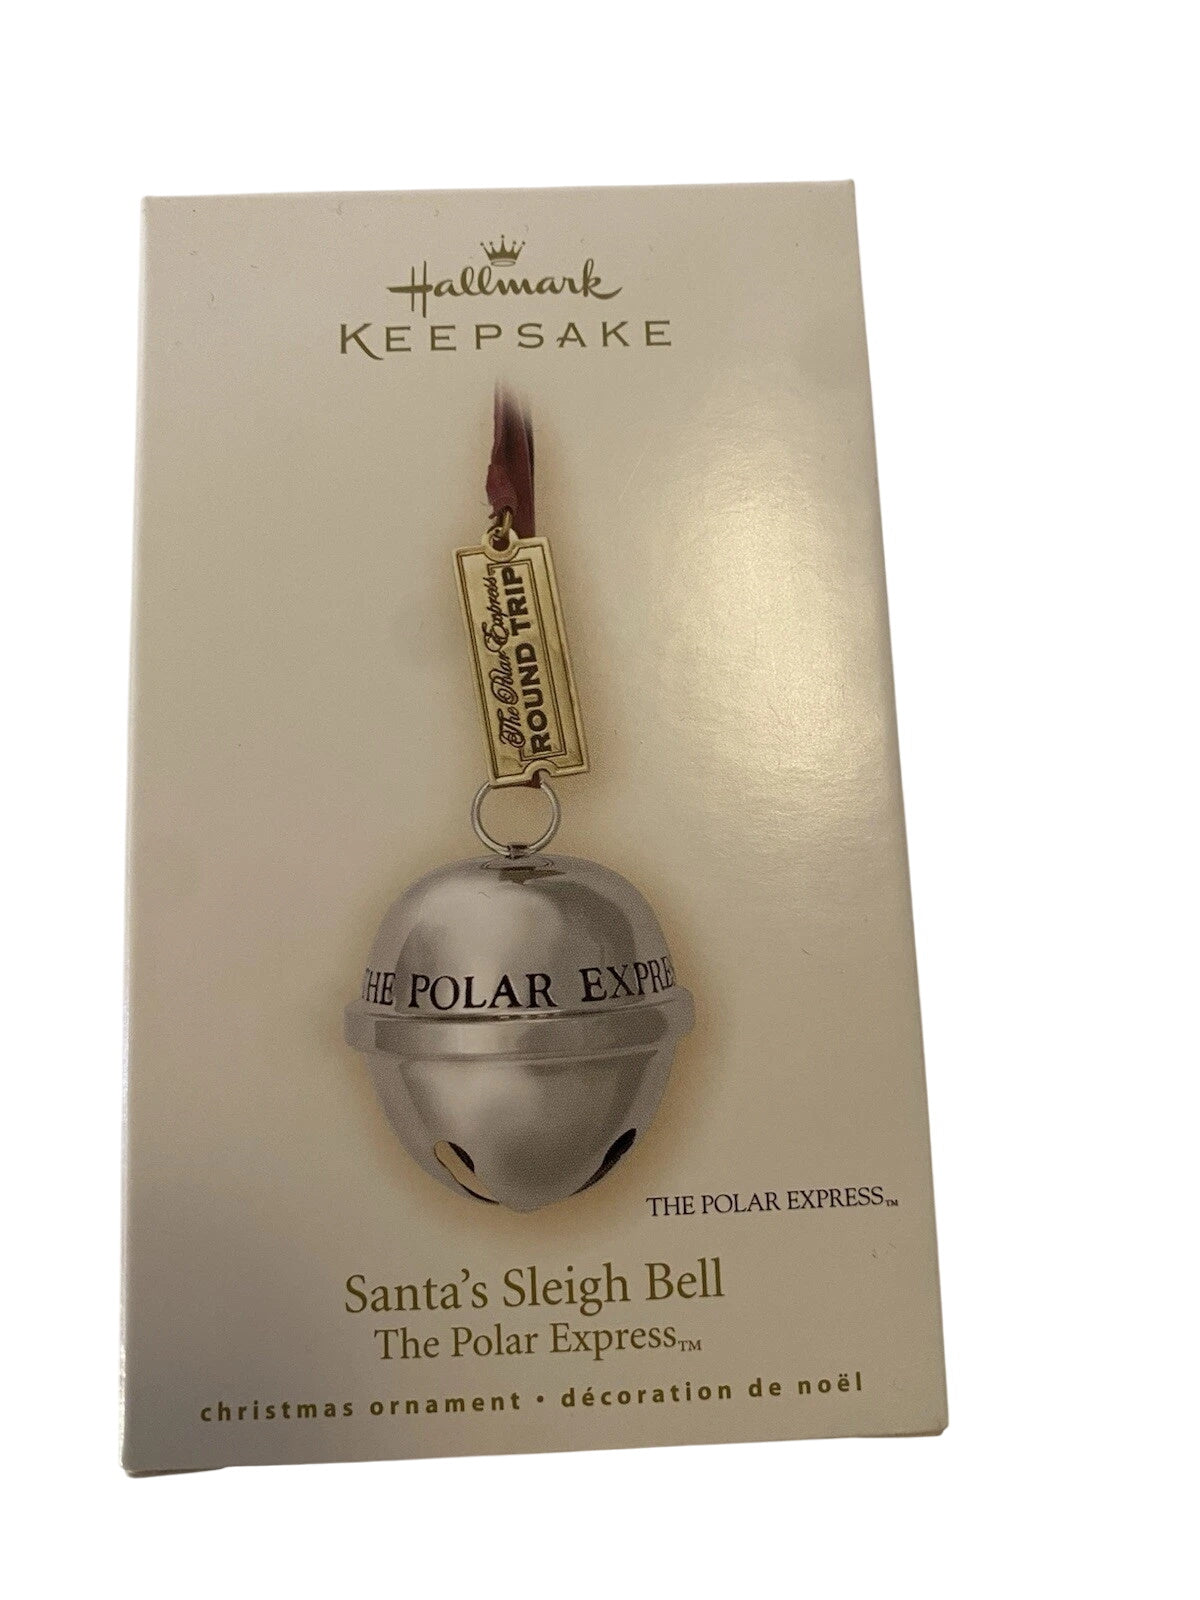 Hallmark
KEEPSAKE
The Polar Express
ROUND TRIP
THE POLAR EXPRE
THE POLAR EXPRESS™
Santa's Sleigh Bell
The Polar Express™
christmas ornament • décoration de noël